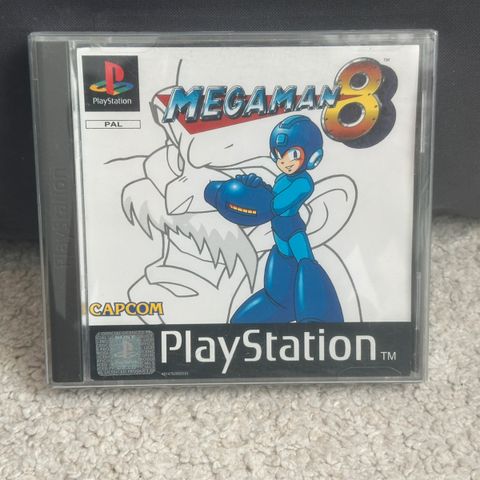 PlayStation
PAL
MEGAMAN 8 ™
CAPCOM
PlayStation ™
PlayStation